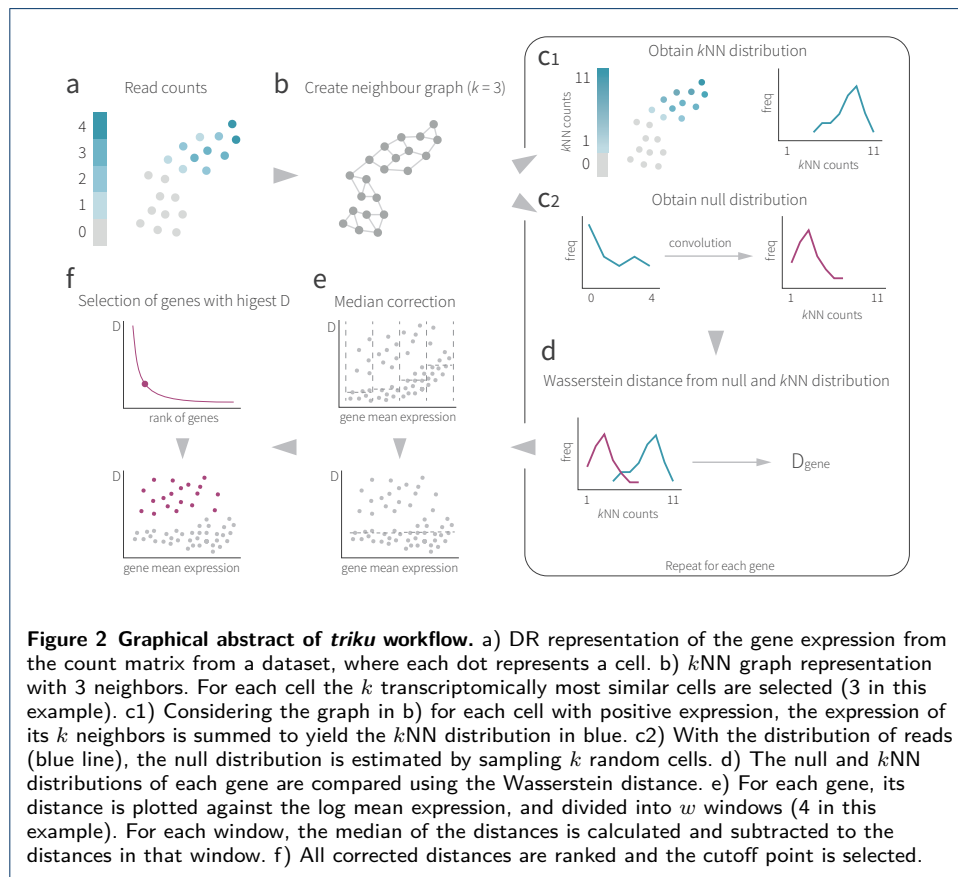 a
Read counts
4
3
2
1
0
b
Create neighbour graph (k = 3)
c1
Obtain kNN distribution
11
1
0
kNN counts
freq
1
11
kNN counts
c2
Obtain null distribution
freq
0
4
convolution
freq
1
11
kNN counts
d
Wasserstein distance from null and kNN distribution
freq
1
11
kNN counts
Dgene
Repeat for each gene
e
Median correction
D
gene mean expression
D
gene mean expression
f
Selection of genes with higest D
D
rank of genes
D
gene mean expression
Figure 2 Graphical abstract of triku workflow. a) DR representation of the gene expression from
the count matrix from a dataset, where each dot represents a cell. b) kNN graph representation
with 3 neighbors. For each cell the k transcriptomically most similar cells are selected (3 in this
example). c1) Considering the graph in b) for each cell with positive expression, the expression of
its k neighbors is summed to yield the kNN distribution in blue. c2) With the distribution of reads
(blue line), the null distribution is estimated by sampling k random cells. d) The null and kNN
distributions of each gene are compared using the Wasserstein distance. e) For each gene, its
distance is plotted against the log mean expression, and divided into w windows (4 in this
example). For each window, the median of the distances is calculated and subtracted to the
distances in that window. f) All corrected distances are ranked and the cutoff point is selected.